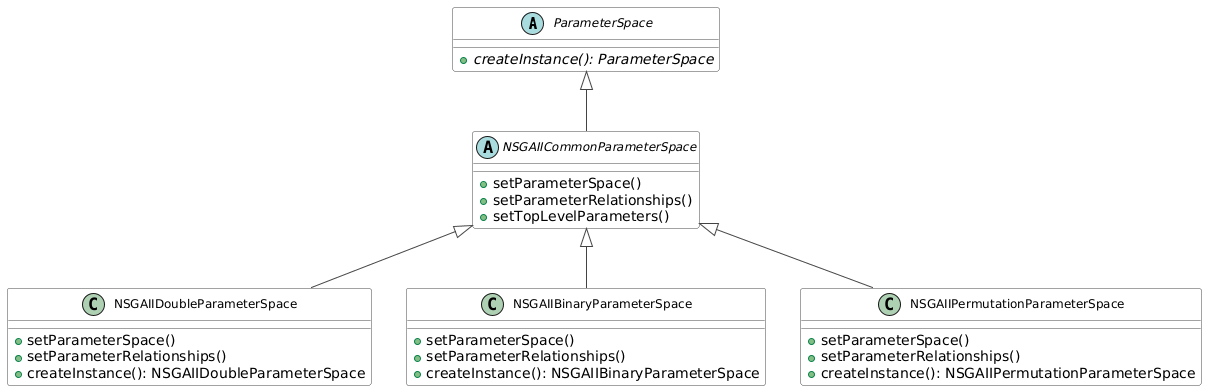 A ParameterSpace
createInstance(): ParameterSpace
A NSGAIICommonParameterSpace
setParameterSpace()
setParameterRelationships()
setTopLevelParameters()
C NSGAIIDoubleParameterSpace
setParameterSpace()
setParameterRelationships()
createInstance(): NSGAIIDoubleParameterSpace
C NSGAIIBinaryParameterSpace
setParameterSpace()
setParameterRelationships()
createInstance(): NSGAIIBinaryParameterSpace
C NSGAIIPermutationParameterSpace
setParameterSpace()
setParameterRelationships()
createInstance(): NSGAIIPermutationParameterSpace